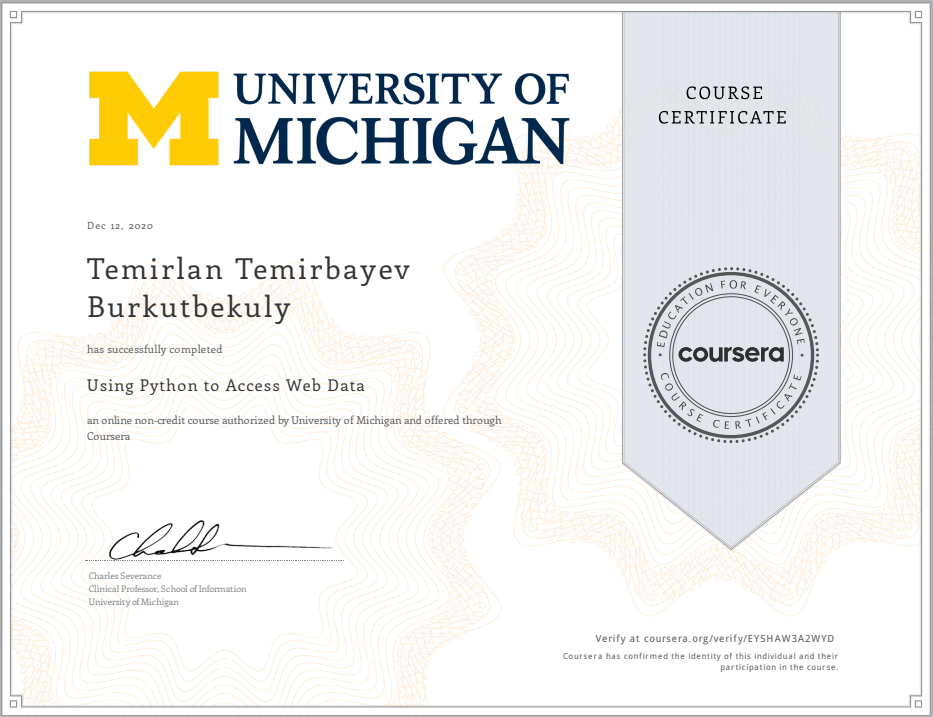 M UNIVERSITY OF
MICHIGAN
COURSE
CERTIFICATE
Dec 12, 2020
Temirlan Temirbayev
Burkutbekuly
has successfully completed
Using Python to Access Web Data
an online non-credit course authorized by University of Michigan and offered through
Coursera
EDUCATION FOR EVERYONE
coursera
COURSE CERTIFICATE
Charles Severance
Clinical Professor, School of Information
University of Michigan
Verify at coursera.org/verify/EYSHAW3A2WYD
Coursera has confirmed the identity of this individual and their
participation in the course.